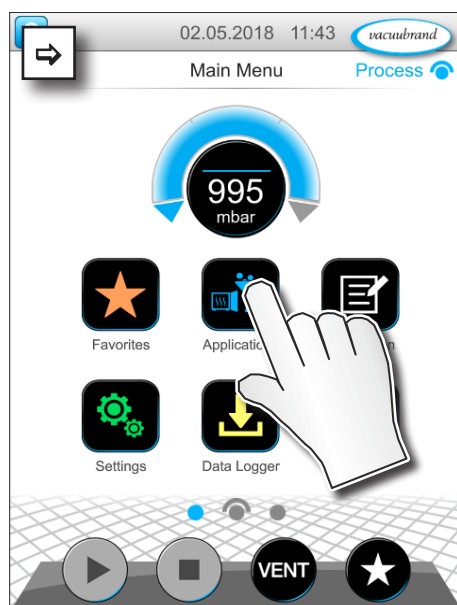 02.05.2018 11:43 vacuubrand
Main Menu Process
995
mbar
Favorites
Settings Data Logger
VENT